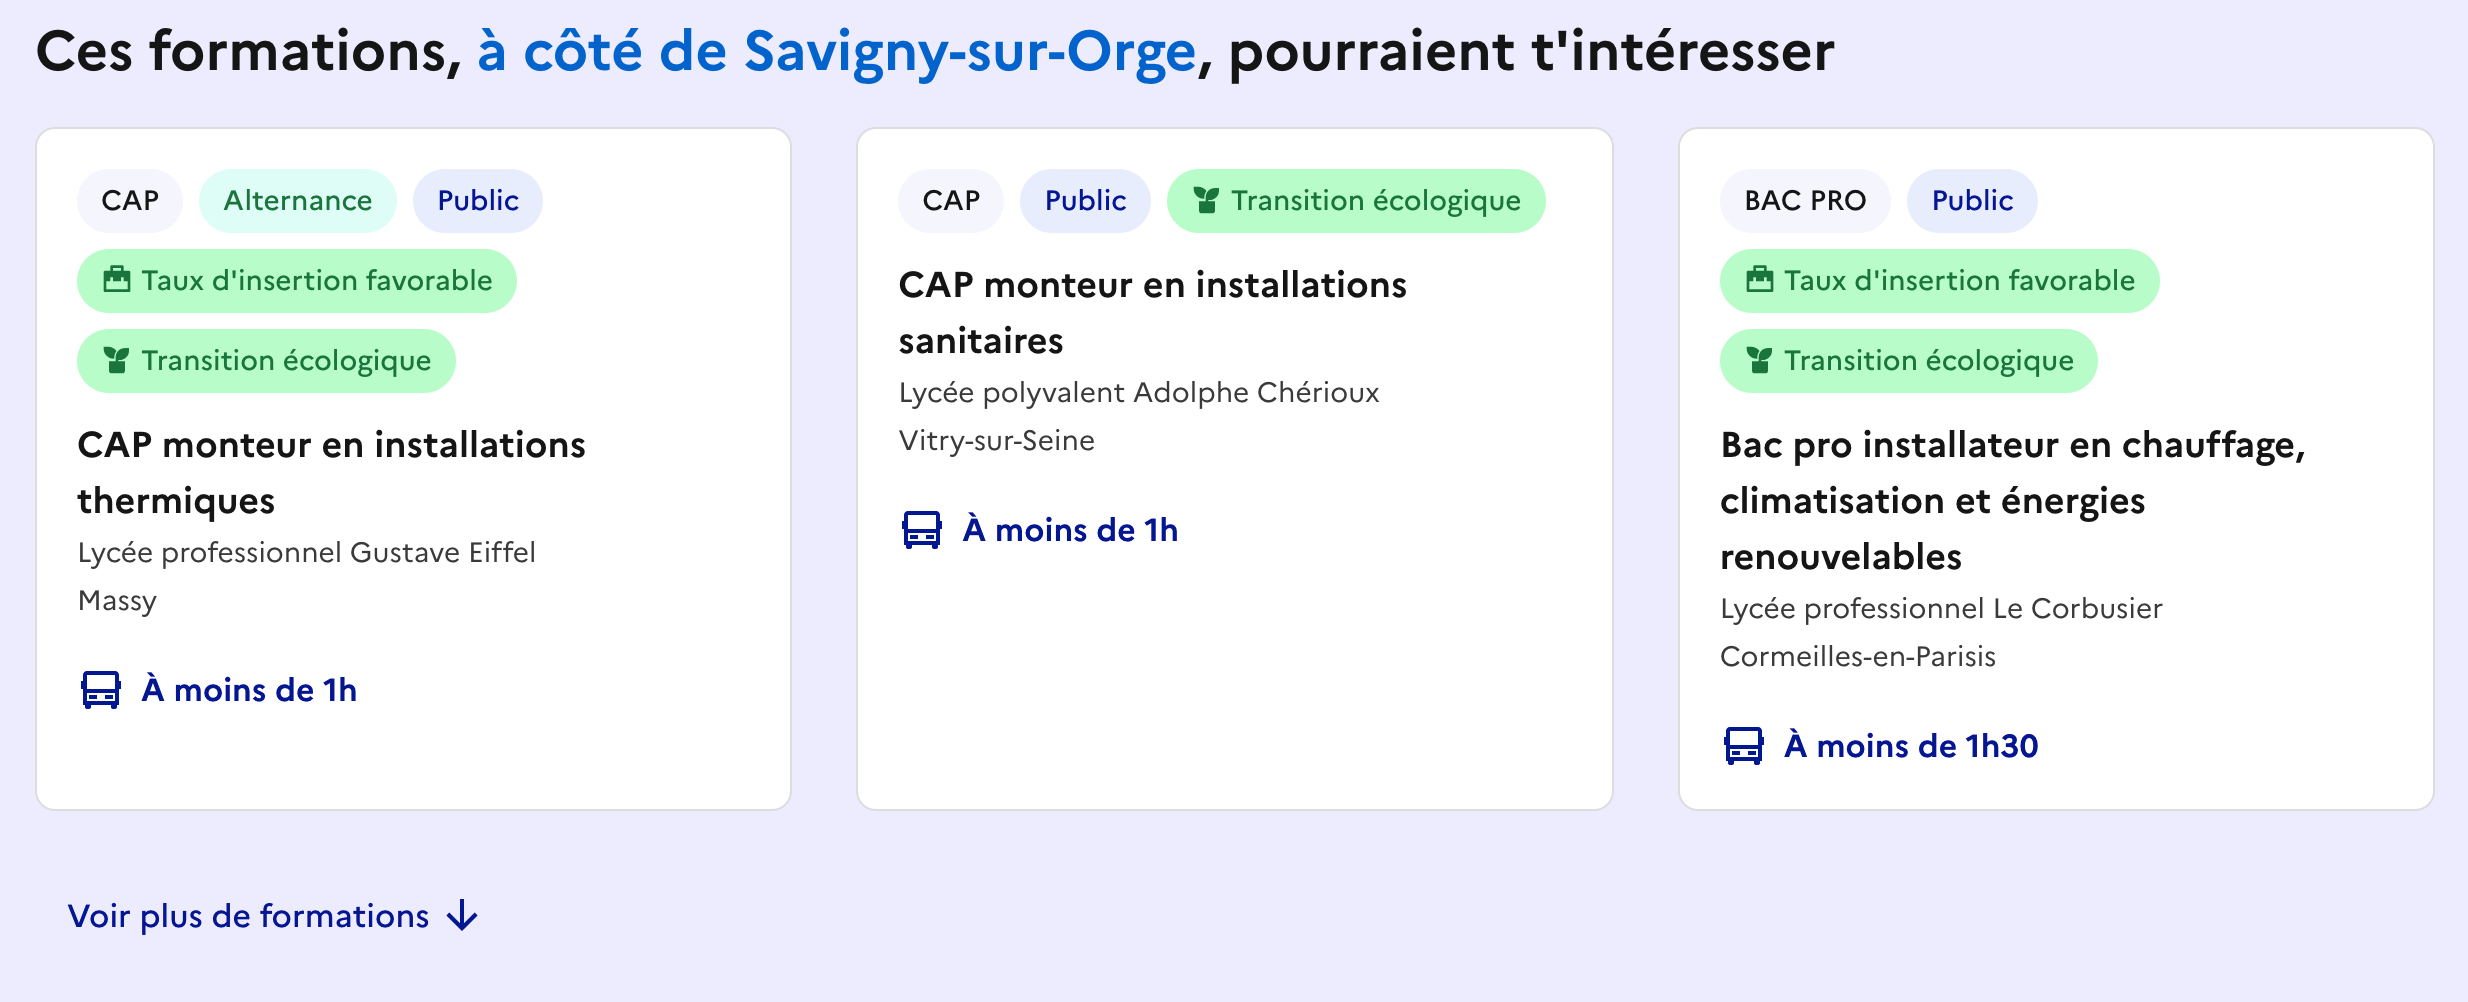 Ces formations, à côté de Savigny-sur-Orge, pourraient t'intéresser
CAP Alternance Public
Taux d'insertion favorable
Transition écologique
CAP monteur en installations
thermiques
Lycée professionnel Gustave Eiffel
Massy
À moins de 1h
CAP Public Transition écologique
CAP monteur en installations
sanitaires
Lycée polyvalent Adolphe Chérioux
Vitry-sur-Seine
À moins de 1h
BAC PRO Public
Taux d'insertion favorable
Transition écologique
Bac pro installateur en chauffage,
climatisation et énergies
renouvelables
Lycée professionnel Le Corbusier
Cormeilles-en-Parisis
À moins de 1h30
Voir plus de formations